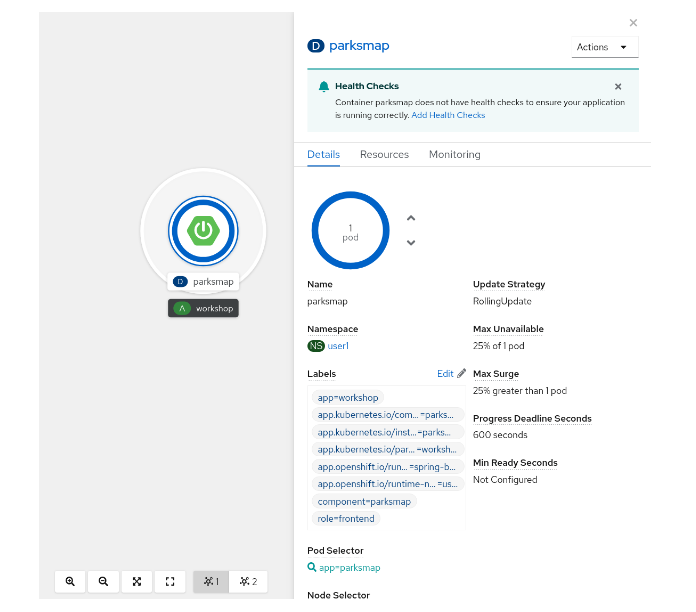 D parksmap
Actions
Health Checks
Container parksmap does not have health checks to ensure your application
is running correctly. Add Health Checks
Details Resources Monitoring
1
pod
D parksmap
A workshop
Name
parksmap
Update Strategy
RollingUpdate
Namespace
NS user1
Max Unavailable
25% of 1 pod
Labels
Edit
Max Surge
25% greater than 1 pod
app=workshop
app.kubernetes.io/com... =parks...
app.kubernetes.io/inst... =parks...
app.kubernetes.io/par... =worksh...
app.openshift.io/run... =spring-b...
app.openshift.io/runtime-n... =us...
component=parksmap
role=frontend
Progress Deadline Seconds
600 seconds
Min Ready Seconds
Not Configured
Pod Selector
app=parksmap
Node Selector
1
2